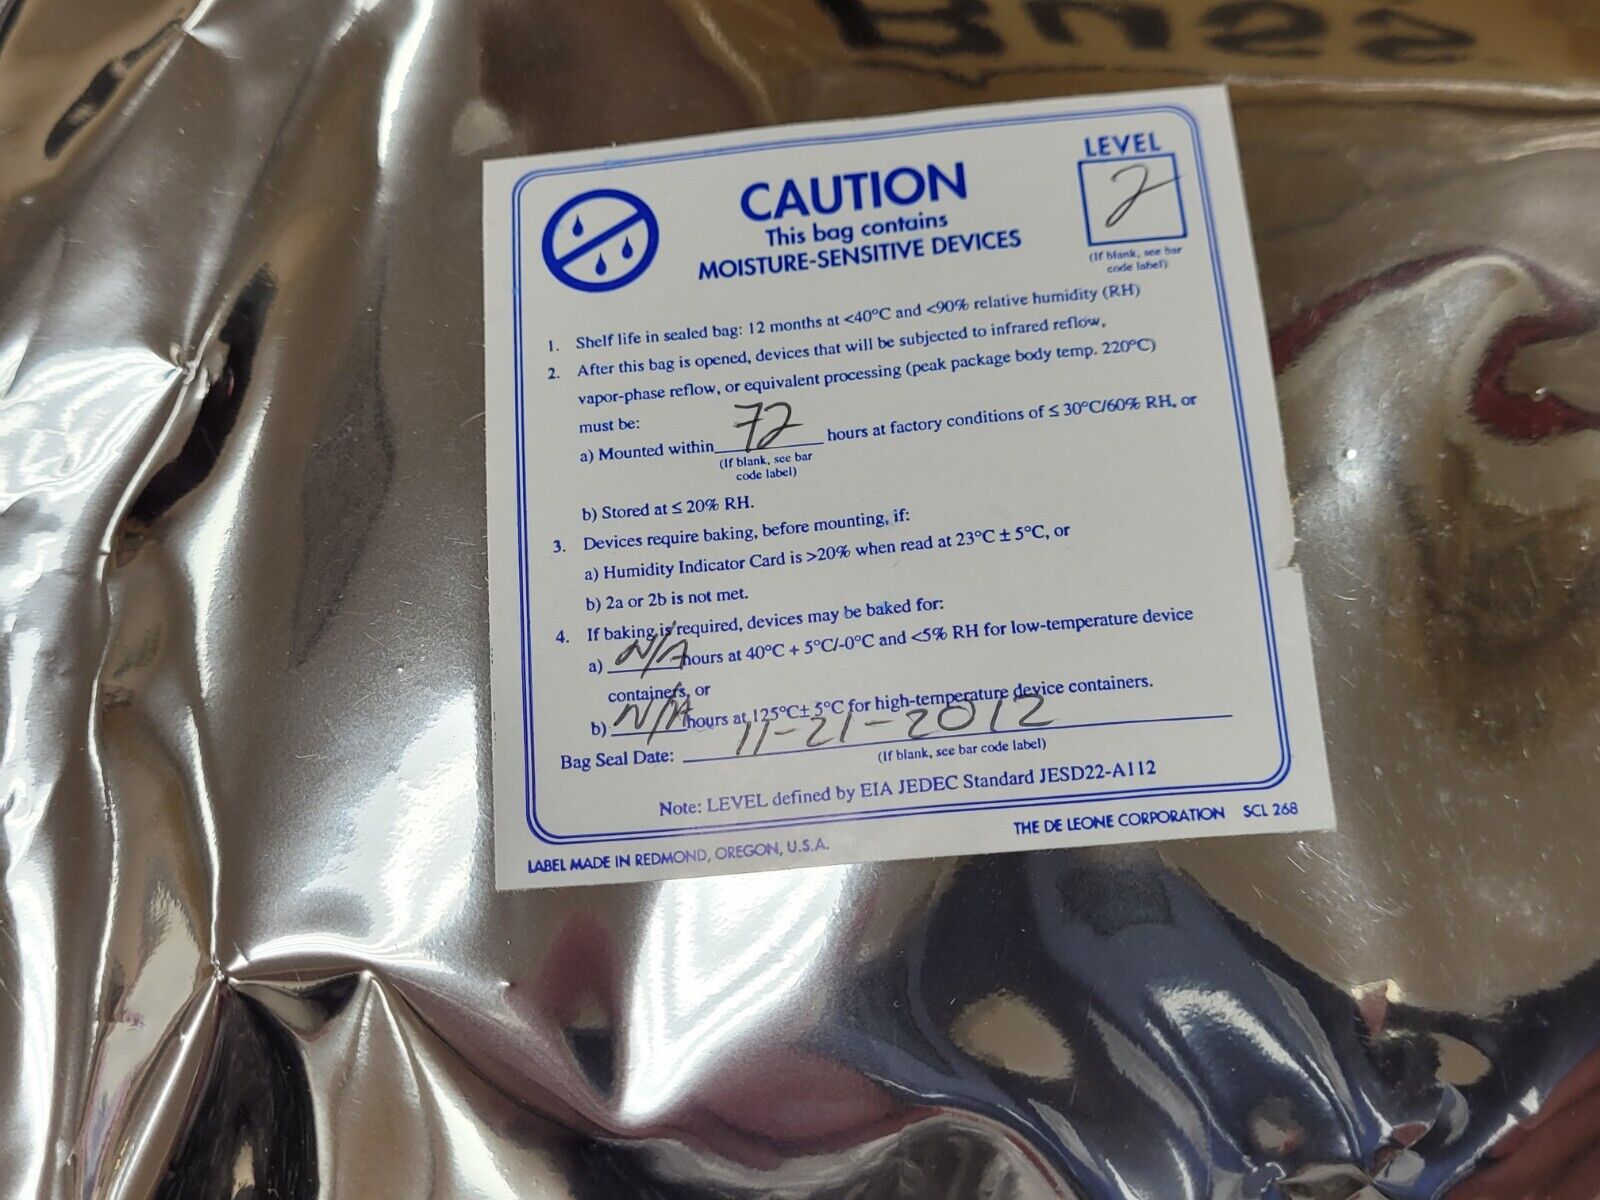 LEVEL
2
(If blank, see bar
code label)
CAUTION
This bag contains
MOISTURE-SENSITIVE DEVICES
1. Shelf life in sealed bag: 12 months at <40°C and <90% relative humidity (RH)
2. After this bag is opened, devices that will be subjected to infrared reflow,
vapor-phase reflow, or equivalent processing (peak package body temp. 220°C)
must be:
a) Mounted within 72 hours at factory conditions of ≤ 30°C/60% RH, or
(If blank, see bar
code label)
b) Stored at ≤ 20% RH.
3. Devices require baking, before mounting, if:
a) Humidity Indicator Card is >20% when read at 23°C ± 5°C, or
b) 2a or 2b is not met.
4. If baking is required, devices may be baked for:
a) N/A hours at 40°C + 5°C/-0°C and <5% RH for low-temperature device
containers, or
b) N/A hours at 125°C± 5°C for high-temperature device containers.
Bag Seal Date: 11-21-2012
(If blank, see bar code label)
Note: LEVEL defined by EIA JEDEC Standard JESD22-A112
THE DE LEONE CORPORATION SCL 268
LABEL MADE IN REDMOND, OREGON, U.S.A.